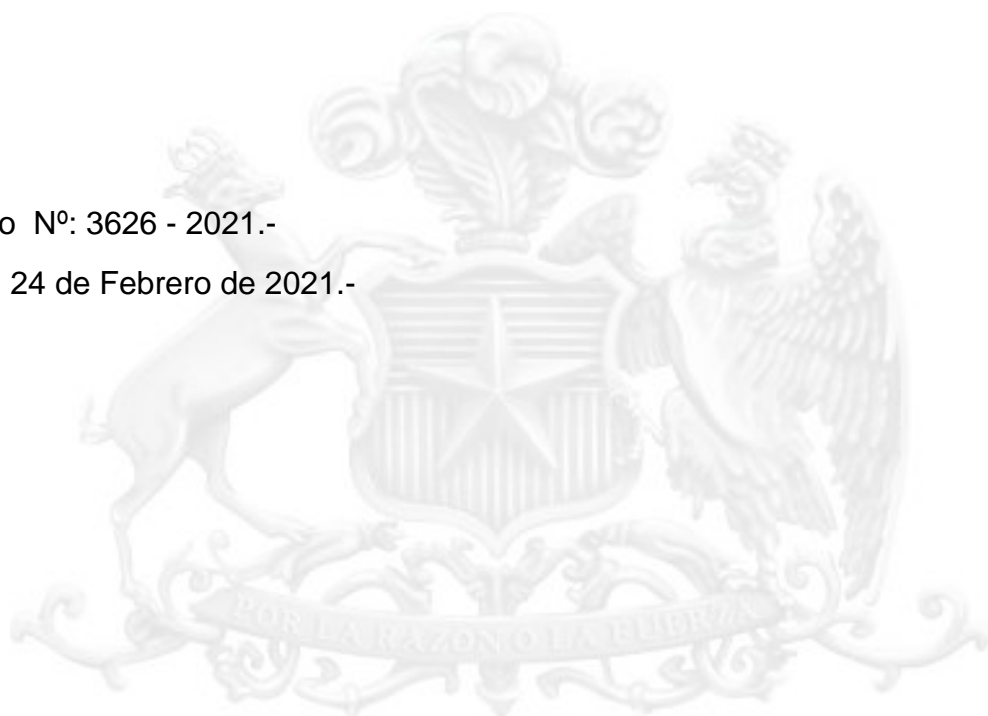 o Nº: 3626 - 2021.-
24 de Febrero de 2021.-
POR LA RAZON O LA FUERZA